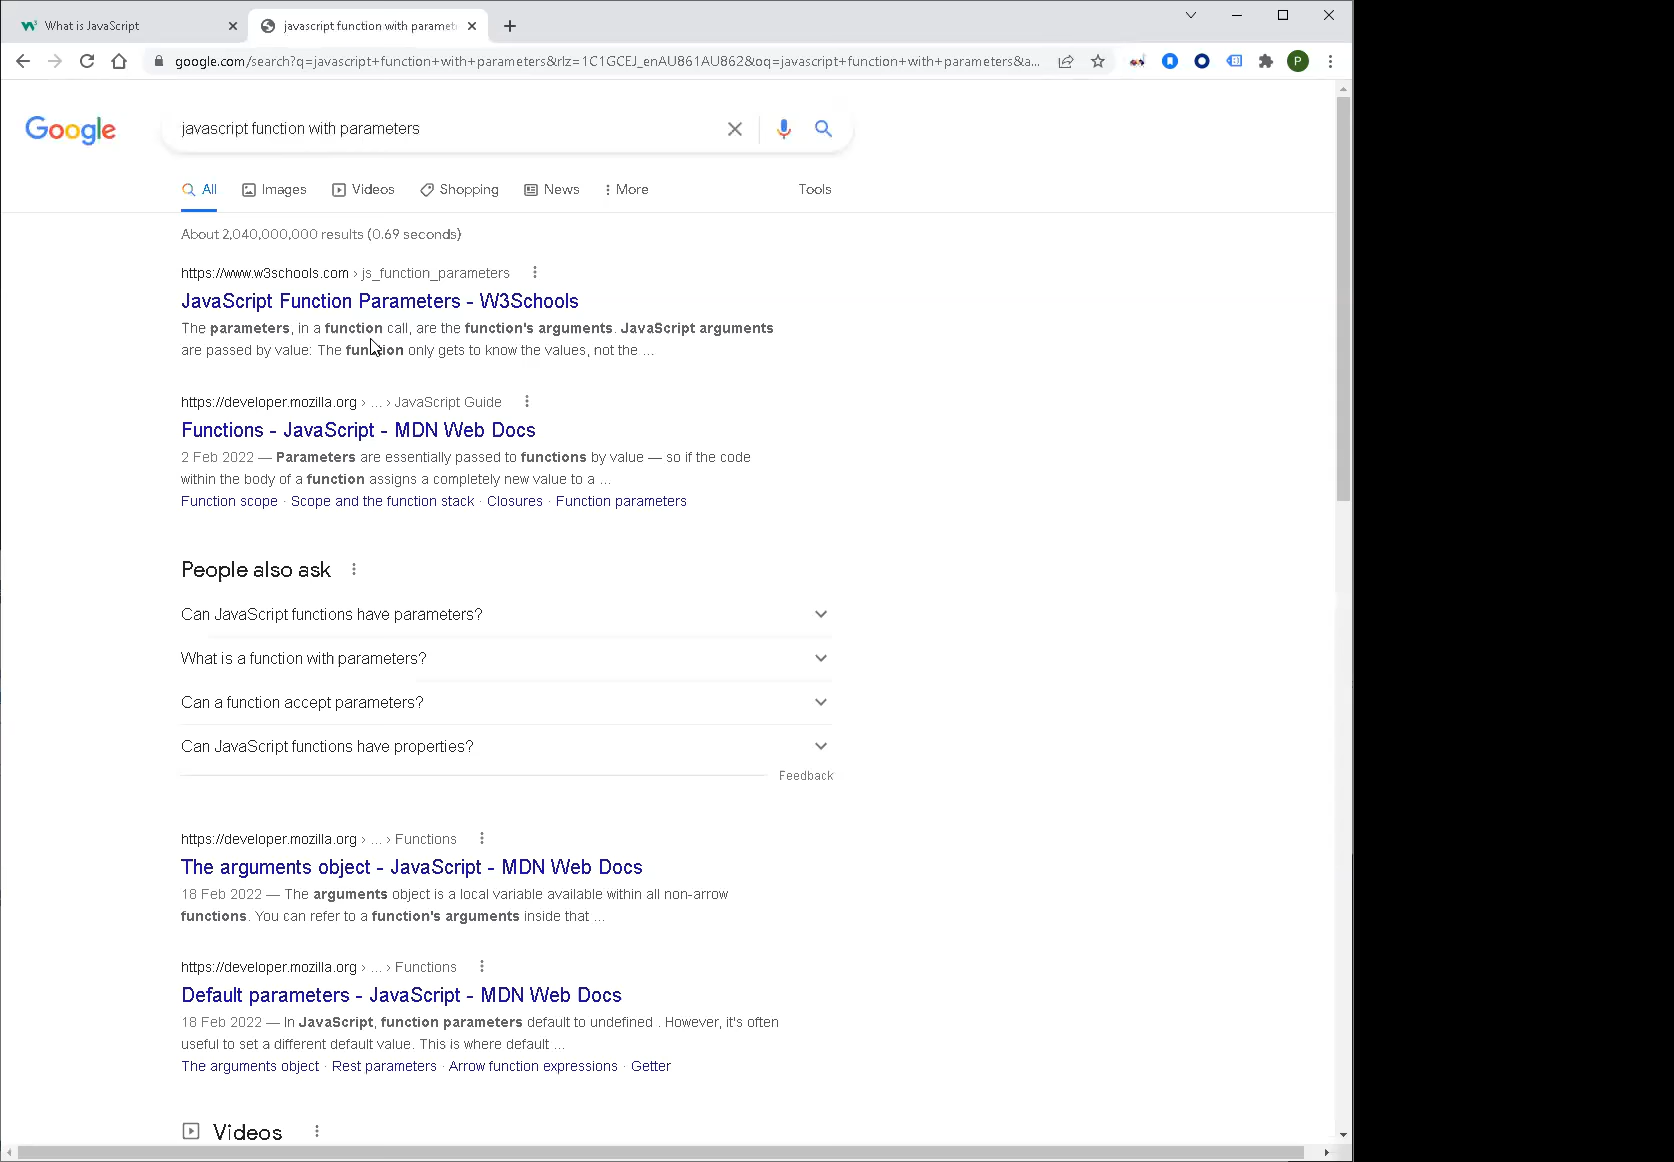 What is JavaScript
javascript function with paramet
google.com/search?q=javascript+function+with+parameters&rlz=1C1GCEJ_enAU861AU862&oq=javascript+function+with+parameters&a...
P
Google
javascript function with parameters
All
Images
Videos
Shopping
News
More
Tools
About 2,040,000,000 results (0.69 seconds)
https://www.w3schools.com › js_function_parameters
JavaScript Function Parameters - W3Schools
The parameters, in a function call, are the function's arguments. JavaScript arguments
are passed by value: The function only gets to know the values, not the ...
https://developer.mozilla.org › ... › JavaScript Guide
Functions - JavaScript - MDN Web Docs
2 Feb 2022 — Parameters are essentially passed to functions by value — so if the code
within the body of a function assigns a completely new value to a ...
Function scope · Scope and the function stack · Closures · Function parameters
People also ask
Can JavaScript functions have parameters?
What is a function with parameters?
Can a function accept parameters?
Can JavaScript functions have properties?
Feedback
https://developer.mozilla.org › ... › Functions
The arguments object - JavaScript - MDN Web Docs
18 Feb 2022 — The arguments object is a local variable available within all non-arrow
functions. You can refer to a function's arguments inside that ...
https://developer.mozilla.org › ... › Functions
Default parameters - JavaScript - MDN Web Docs
18 Feb 2022 — In JavaScript, function parameters default to undefined . However, it's often
useful to set a different default value. This is where default ...
The arguments object · Rest parameters · Arrow function expressions · Getter
Videos